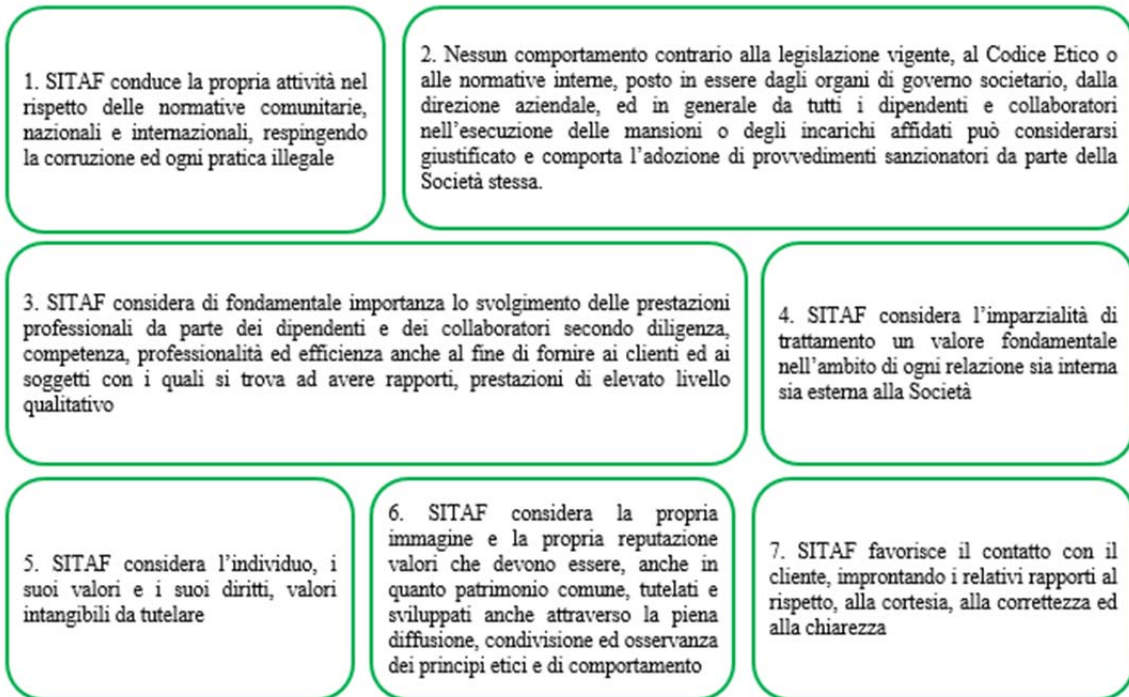 1. SITAF conduce la propria attività nel
rispetto delle normative comunitarie,
nazionali e internazionali, respingendo
la corruzione ed ogni pratica illegale
2. Nessun comportamento contrario alla legislazione vigente, al Codice Etico o
alle normative interne, posto in essere dagli organi di governo societario, dalla
direzione aziendale, ed in generale da tutti i dipendenti e collaboratori
nell’esecuzione delle mansioni o degli incarichi affidati può considerarsi
giustificato e comporta l’adozione di provvedimenti sanzionatori da parte della
Società stessa.
3. SITAF considera di fondamentale importanza lo svolgimento delle prestazioni
professionali da parte dei dipendenti e dei collaboratori secondo diligenza,
competenza, professionalità ed efficienza anche al fine di fornire ai clienti ed ai
soggetti con i quali si trova ad avere rapporti, prestazioni di elevato livello
qualitativo
4. SITAF considera l’imparzialità di
trattamento un valore fondamentale
nell’ambito di ogni relazione sia interna
sia esterna alla Società
5. SITAF considera l’individuo, i
suoi valori e i suoi diritti, valori
intangibili da tutelare
6. SITAF considera la propria
immagine e la propria reputazione
valori che devono essere, anche in
quanto patrimonio comune, tutelati e
sviluppati anche attraverso la piena
diffusione, condivisione ed osservanza
dei principi etici e di comportamento
7. SITAF favorisce il contatto con il
cliente, improntando i relativi rapporti al
rispetto, alla cortesia, alla correttezza ed
alla chiarezza